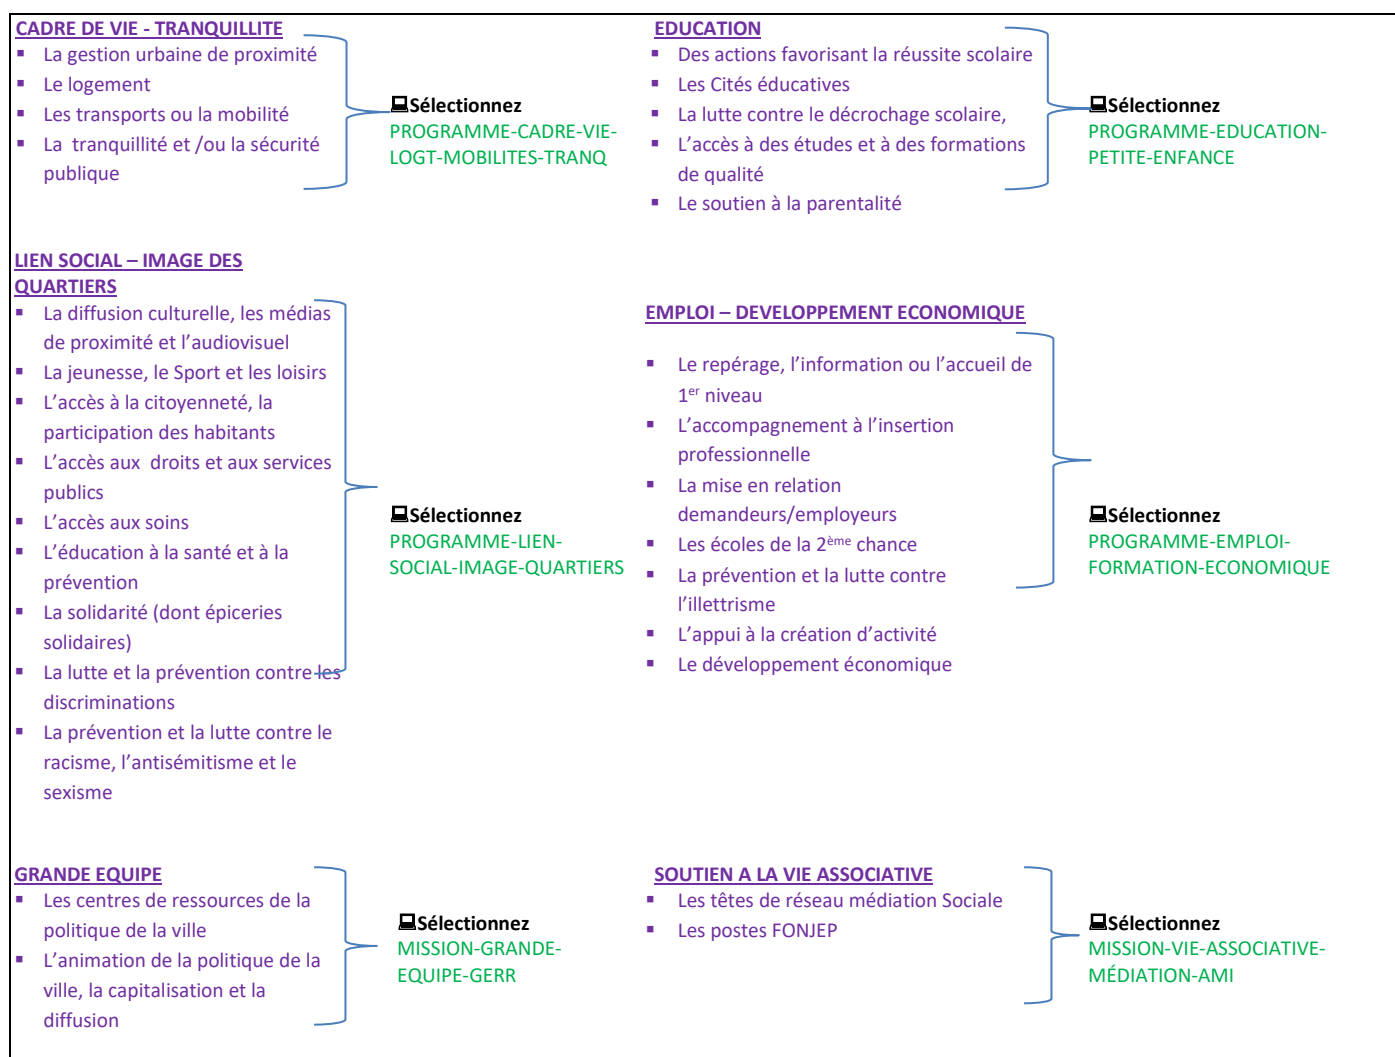 CADRE DE VIE - TRANQUILLITE
▪ La gestion urbaine de proximité
▪ Le logement
▪ Les transports ou la mobilité
▪ La  tranquillité et /ou la sécurité
publique
💻Sélectionnez
PROGRAMME-CADRE-VIE-
LOGT-MOBILITES-TRANQ
EDUCATION
▪ Des actions favorisant la réussite scolaire
▪ Les Cités éducatives
▪ La lutte contre le décrochage scolaire,
▪ L’accès à des études et à des formations
de qualité
▪ Le soutien à la parentalité
💻Sélectionnez
PROGRAMME-EDUCATION-
PETITE-ENFANCE
LIEN SOCIAL – IMAGE DES
QUARTIERS
▪ La diffusion culturelle, les médias
de proximité et l’audiovisuel
▪ La jeunesse, le Sport et les loisirs
▪ L’accès à la citoyenneté, la
participation des habitants
▪ L’accès aux  droits et aux services
publics
▪ L’accès aux soins
▪ L’éducation à la santé et à la
prévention
▪ La solidarité (dont épiceries
solidaires)
▪ La lutte et la prévention contre les
discriminations
▪ La prévention et la lutte contre le
racisme, l’antisémitisme et le
sexisme
💻Sélectionnez
PROGRAMME-LIEN-
SOCIAL-IMAGE-QUARTIERS
EMPLOI – DEVELOPPEMENT ECONOMIQUE
▪ Le repérage, l’information ou l’accueil de
1er niveau
▪ L’accompagnement à l’insertion
professionnelle
▪ La mise en relation
demandeurs/employeurs
▪ Les écoles de la 2ème chance
▪ La prévention et la lutte contre
l’illettrisme
▪ L’appui à la création d’activité
▪ Le développement économique
💻Sélectionnez
PROGRAMME-EMPLOI-
FORMATION-ECONOMIQUE
GRANDE EQUIPE
▪ Les centres de ressources de la
politique de la ville
▪ L’animation de la politique de la
ville, la capitalisation et la
diffusion
💻Sélectionnez
MISSION-GRANDE-
EQUIPE-GERR
SOUTIEN A LA VIE ASSOCIATIVE
▪ Les têtes de réseau médiation Sociale
▪ Les postes FONJEP
💻Sélectionnez
MISSION-VIE-ASSOCIATIVE-
MÉDIATION-AMI